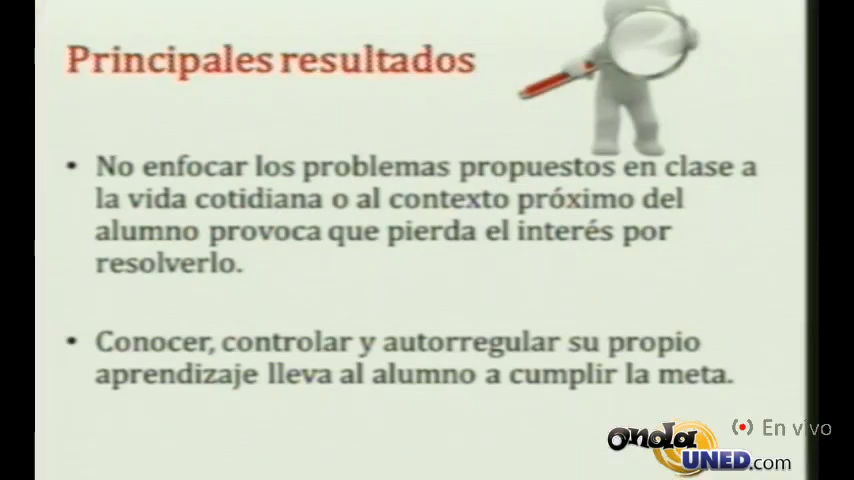 Principales resultados
• No enfocar los problemas propuestos en clase a
la vida cotidiana o al contexto próximo del
alumno provoca que pierda el interés por
resolverlo.
• Conocer, controlar y autorregular su propio
aprendizaje lleva al alumno a cumplir la meta.
En vivo
onda
UNED.com